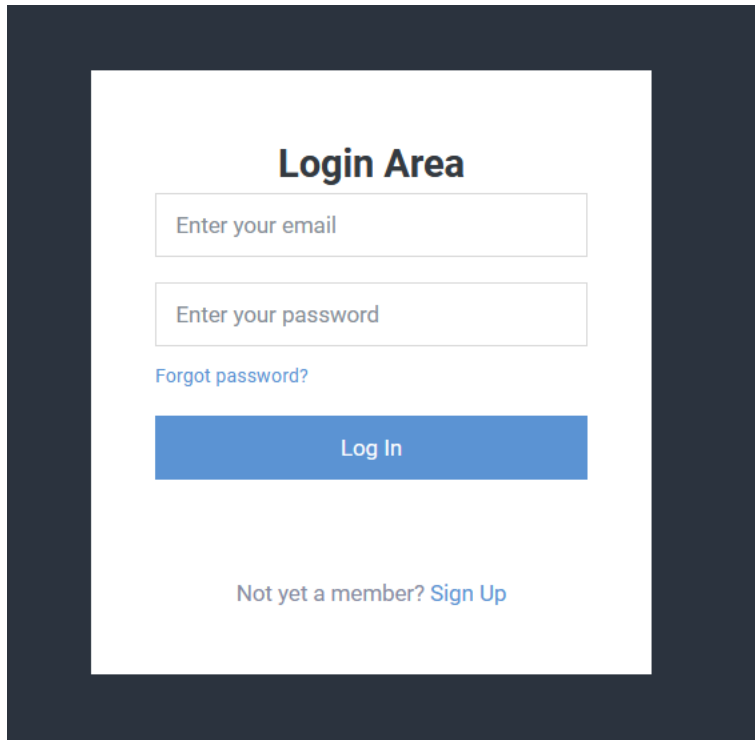 Login Area
Enter your email
Enter your password
Forgot password?
Log In
Not yet a member? Sign Up